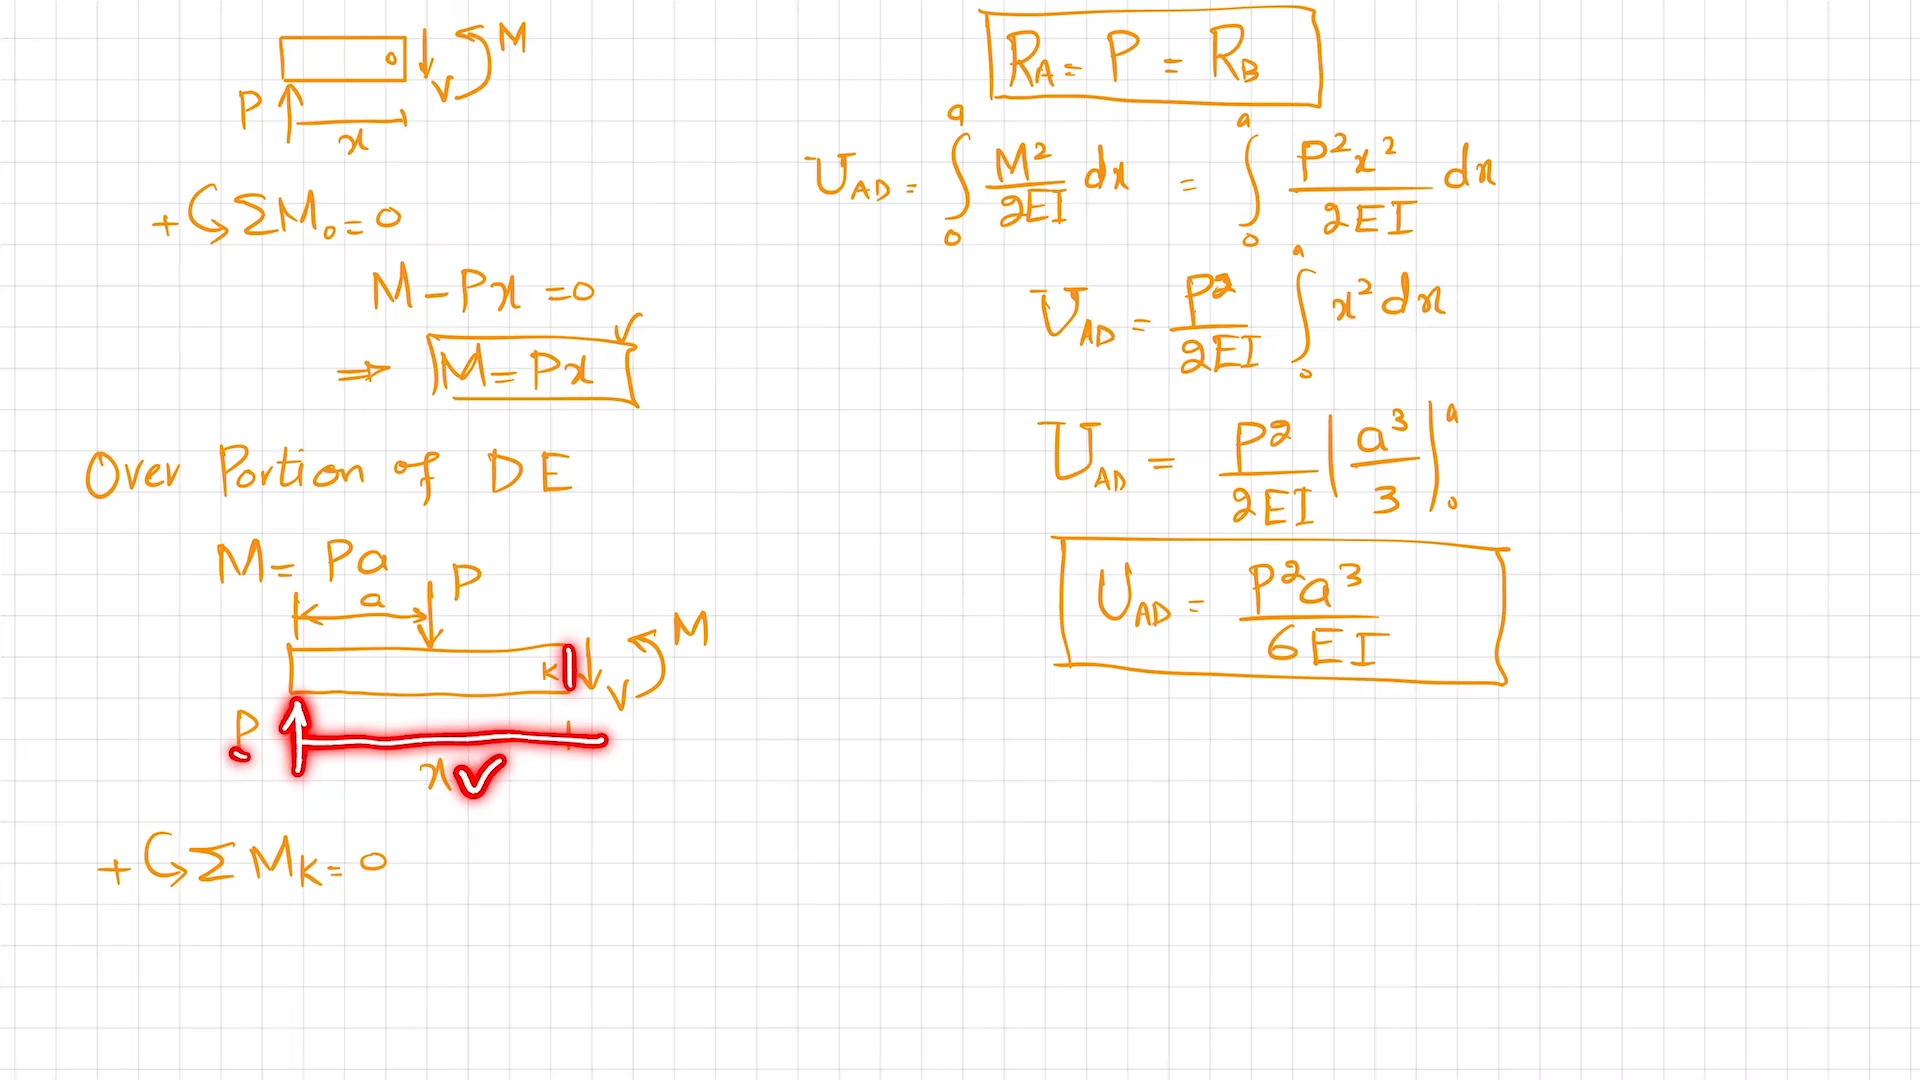 O V M
P
x
+ ΣM₀ = 0
M - Px = 0
⇒ M = Px
Over Portion of DE
M = Pa
a P
K V M
P
x
+ ΣM_K = 0
R_A = P = R_B
U_AD = ∫₀ᵃ M²/2EI dx = ∫₀ᵃ P²x²/2EI dx
U_AD = P²/2EI ∫₀ᵃ x² dx
U_AD = P²/2EI |a³/3|₀ᵃ
U_AD = P²a³/6EI